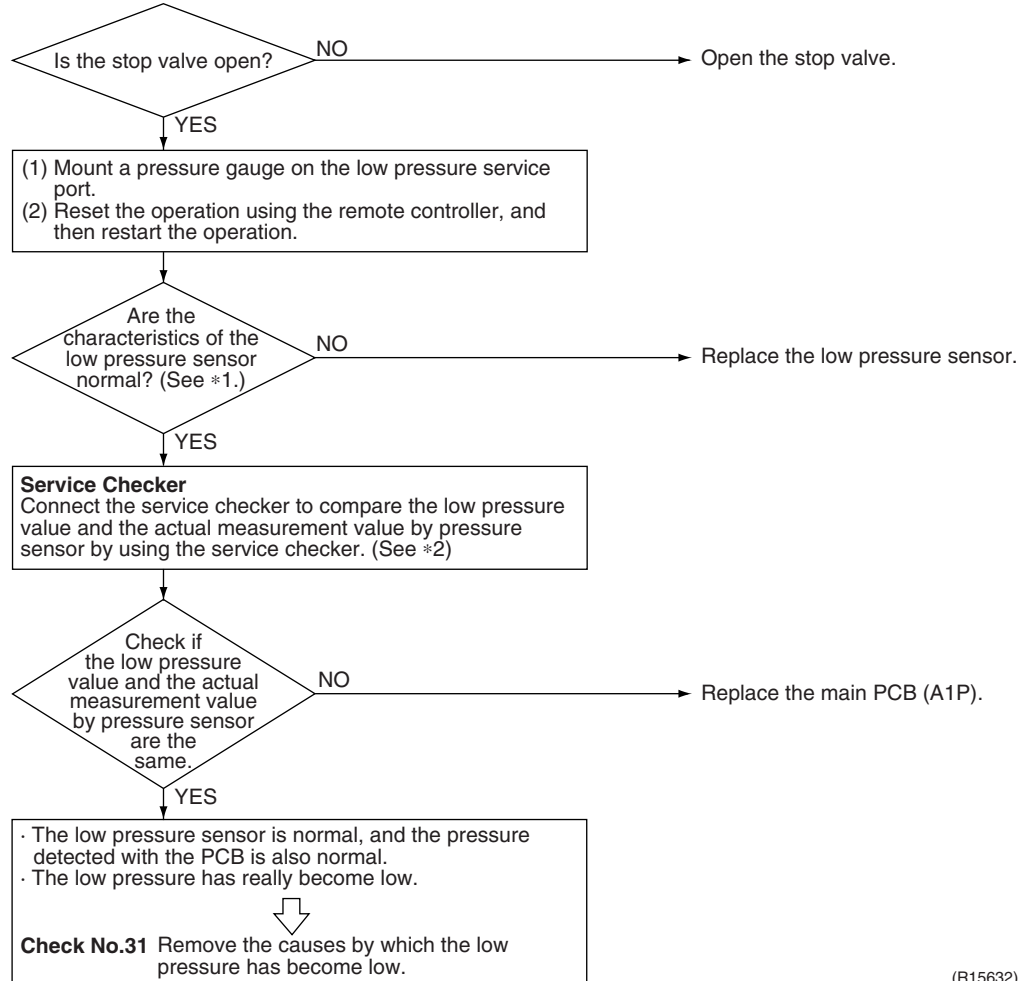 Is the stop valve open?
NO
Open the stop valve.
YES
(1) Mount a pressure gauge on the low pressure service
port.
(2) Reset the operation using the remote controller, and
then restart the operation.
Are the
characteristics of the
low pressure sensor
normal? (See *1.)
NO
Replace the low pressure sensor.
YES
Service Checker
Connect the service checker to compare the low pressure
value and the actual measurement value by pressure
sensor by using the service checker. (See *2)
Check if
the low pressure
value and the actual
measurement value
by pressure sensor
are the
same.
NO
Replace the main PCB (A1P).
YES
· The low pressure sensor is normal, and the pressure
detected with the PCB is also normal.
· The low pressure has really become low.
Check No.31 Remove the causes by which the low
pressure has become low.
(R15632)